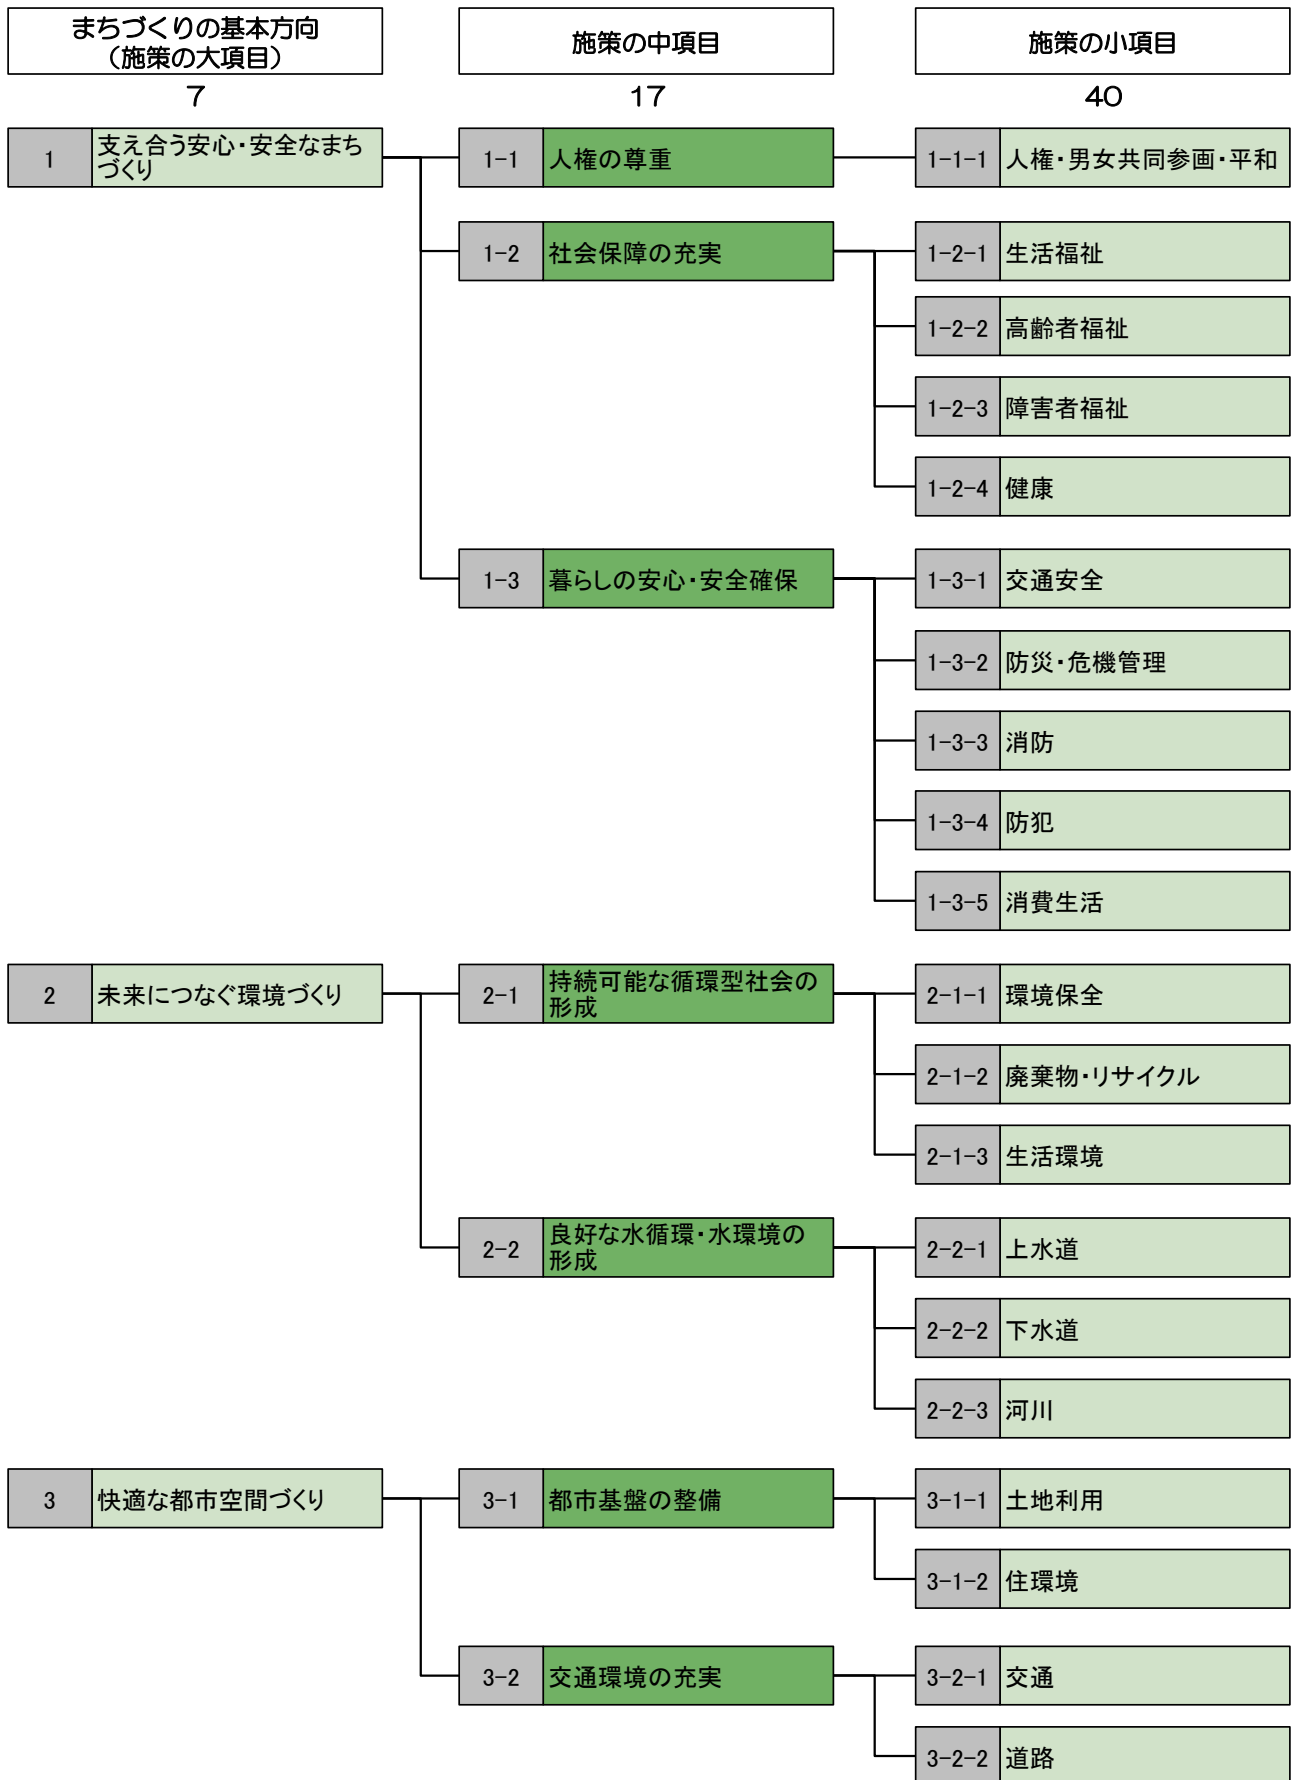 まちづくりの基本方向
（施策の大項目）
施策の中項目
施策の小項目
7
17
40
1
支え合う安心・安全なまち
づくり
1-1
人権の尊重
1-1-1
人権・男女共同参画・平和
1-2
社会保障の充実
1-2-1
生活福祉
1-2-2
高齢者福祉
1-2-3
障害者福祉
1-2-4
健康
1-3
暮らしの安心・安全確保
1-3-1
交通安全
1-3-2
防災・危機管理
1-3-3
消防
1-3-4
防犯
1-3-5
消費生活
2
未来につなぐ環境づくり
2-1
持続可能な循環型社会の
形成
2-1-1
環境保全
2-1-2
廃棄物・リサイクル
2-1-3
生活環境
2-2
良好な水循環・水環境の
形成
2-2-1
上水道
2-2-2
下水道
2-2-3
河川
3
快適な都市空間づくり
3-1
都市基盤の整備
3-1-1
土地利用
3-1-2
住環境
3-2
交通環境の充実
3-2-1
交通
3-2-2
道路